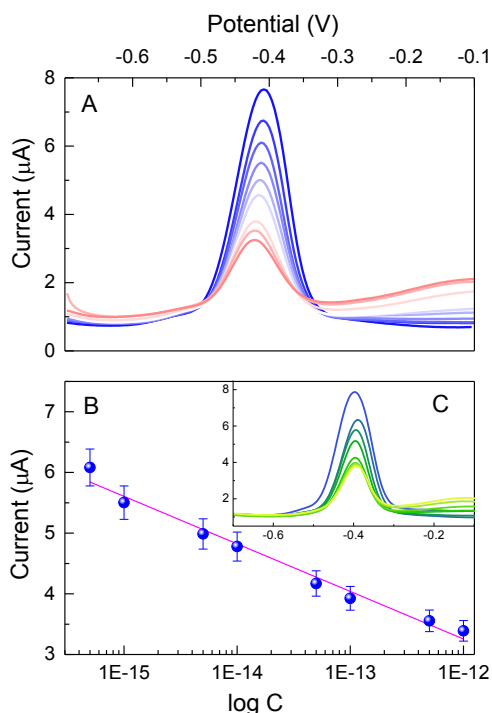 Potential (V)
-0.6 -0.5 -0.4 -0.3 -0.2 -0.1
A
8
6
4
2
0
Current (μA)
B
C
7
6
5
4
3
Current (μA)
8
6
4
2
-0.6 -0.4 -0.2
1E-15 1E-14 1E-13 1E-12
log C